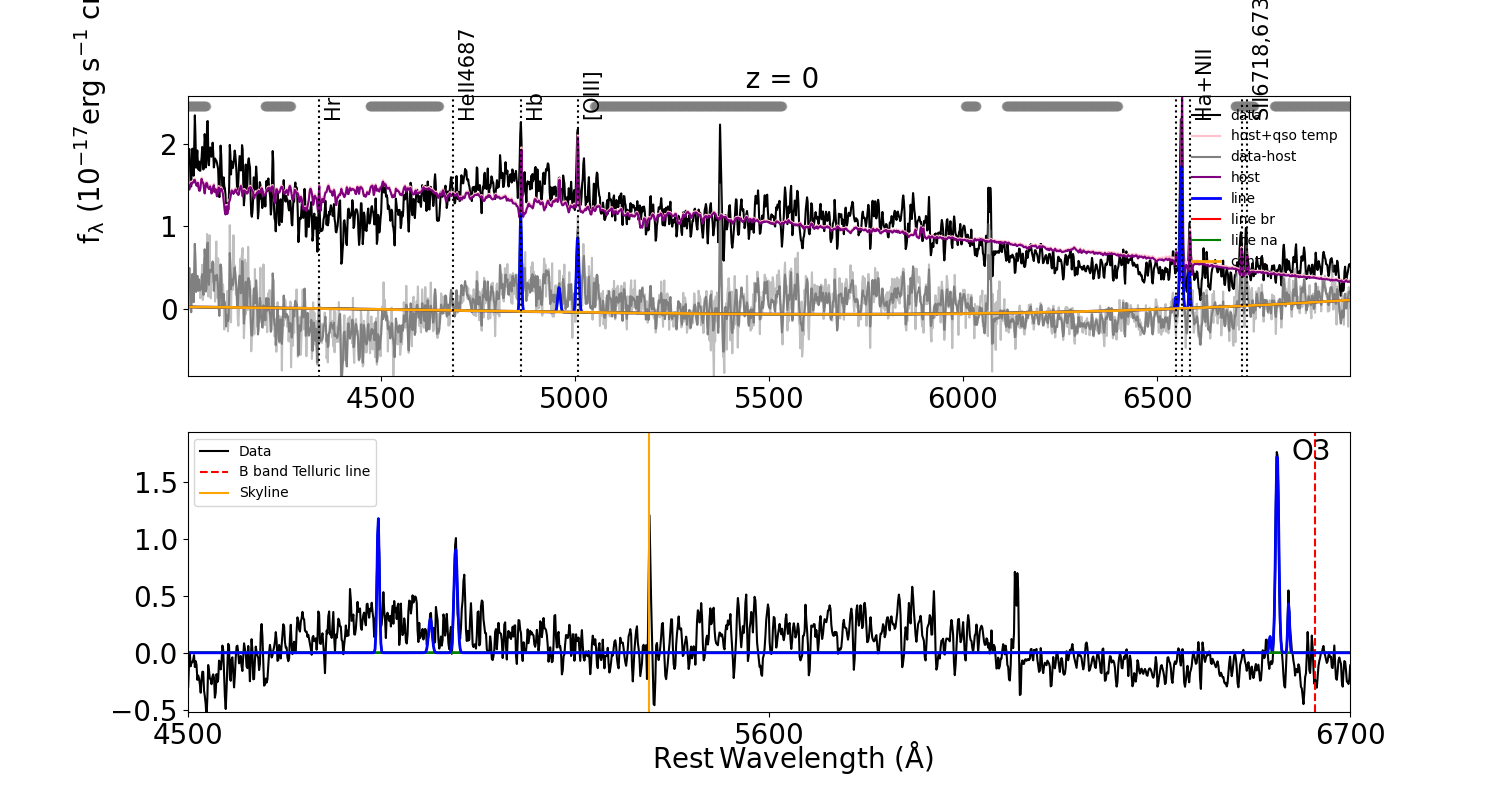 z = 0
Hr
HeII4687
Hb
[OIII]
Ha+NII
SII6718,673
f_λ (10^−17 erg s^−1 c
2
1
0
data
host+qso temp
data-host
host
line
line br
line na
4500
5000
5500
6000
6500
Data
B band Telluric line
Skyline
O3
1.5
1.0
0.5
0.0
−0.5
4500
5600
6700
Rest Wavelength (Å)